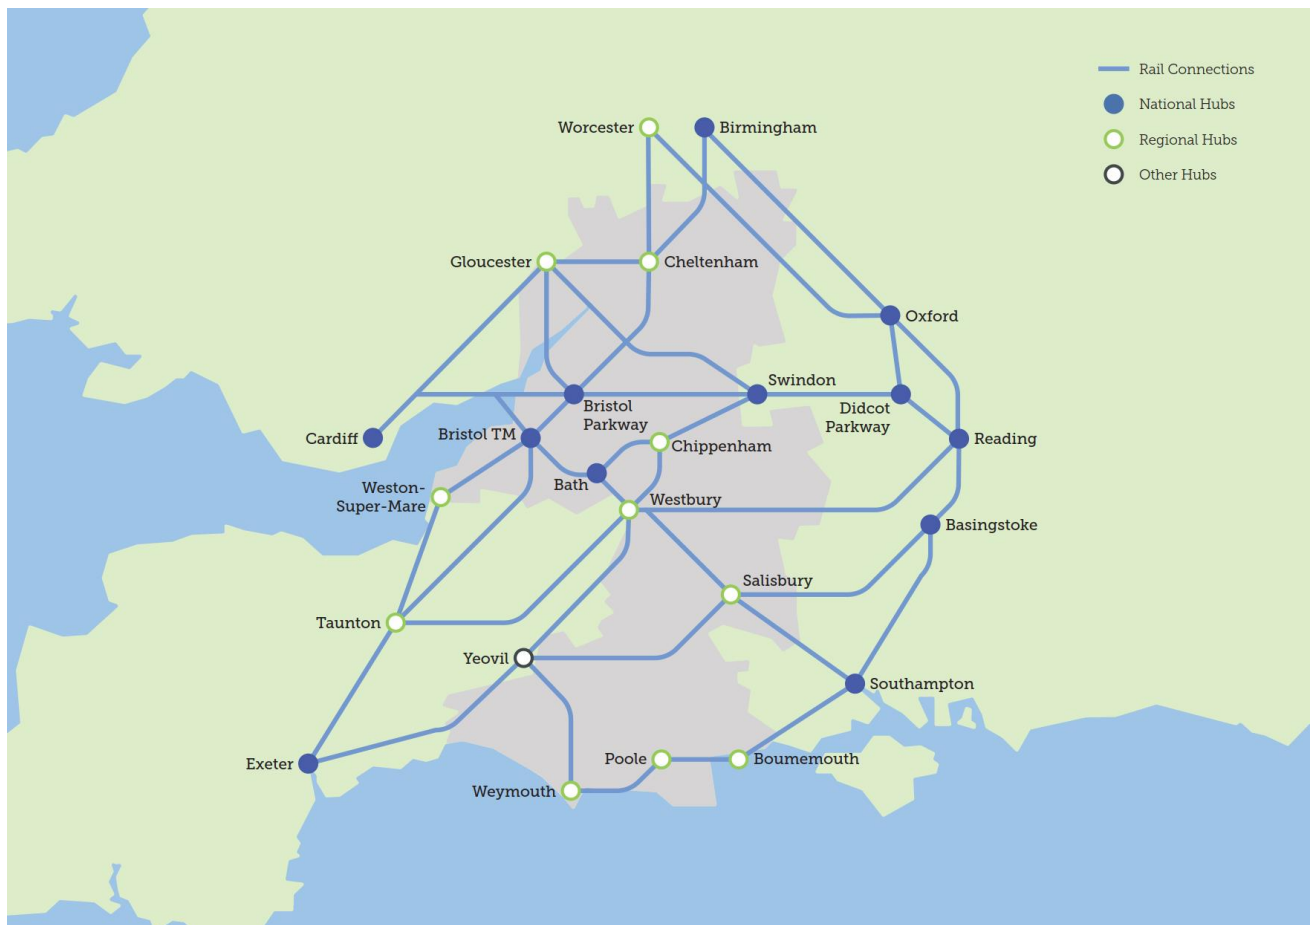 Rail Connections
National Hubs
Regional Hubs
Other Hubs
Worcester
Birmingham
Gloucester
Cheltenham
Oxford
Swindon
Bristol
Parkway
Didcot
Parkway
Cardiff
Bristol TM
Chippenham
Reading
Bath
Weston-
Super-Mare
Westbury
Basingstoke
Salisbury
Taunton
Yeovil
Southampton
Exeter
Poole
Boumemouth
Weymouth